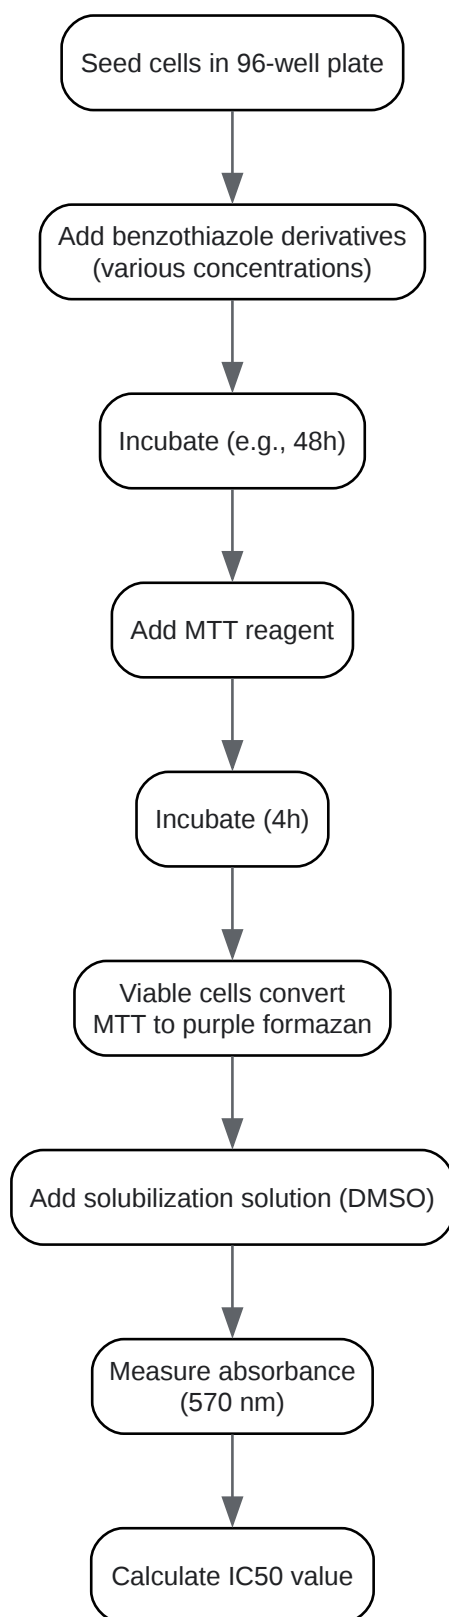 Seed cells in 96-well plate
Add benzothiazole derivatives
(various concentrations)
Incubate (e.g., 48h)
Add MTT reagent
Incubate (4h)
Viable cells convert
MTT to purple formazan
Add solubilization solution (DMSO)
Measure absorbance
(570 nm)
Calculate IC50 value